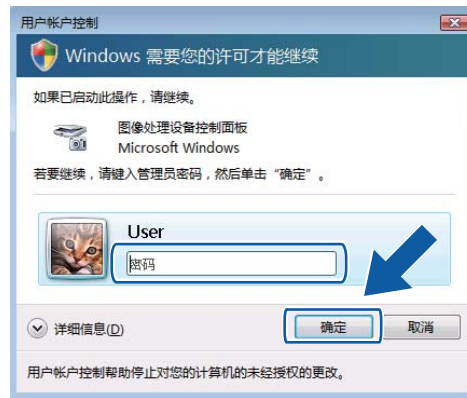 用户帐户控制
Windows 需要您的许可才能继续
如果已启动此操作，请继续。
图像处理设备控制面板
Microsoft Windows
若要继续，请键入管理员密码，然后单击“确定”。
User
密码
详细信息(D)
确定
取消
用户帐户控制帮助停止对您的计算机的未经授权的更改。